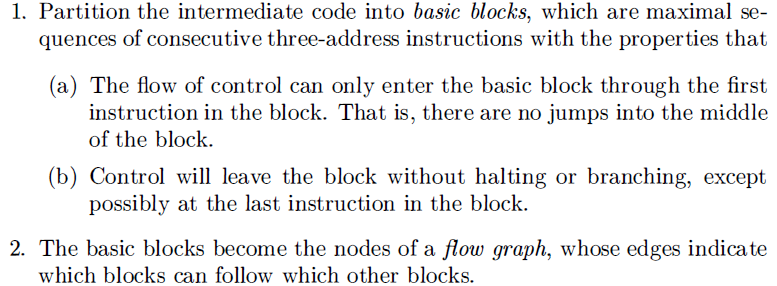 1. Partition the intermediate code into basic blocks, which are maximal se-
quences of consecutive three-address instructions with the properties that
(a) The flow of control can only enter the basic block through the first
instruction in the block. That is, there are no jumps into the middle
of the block.
(b) Control will leave the block without halting or branching, except
possibly at the last instruction in the block.
2. The basic blocks become the nodes of a flow graph, whose edges indicate
which blocks can follow which other blocks.